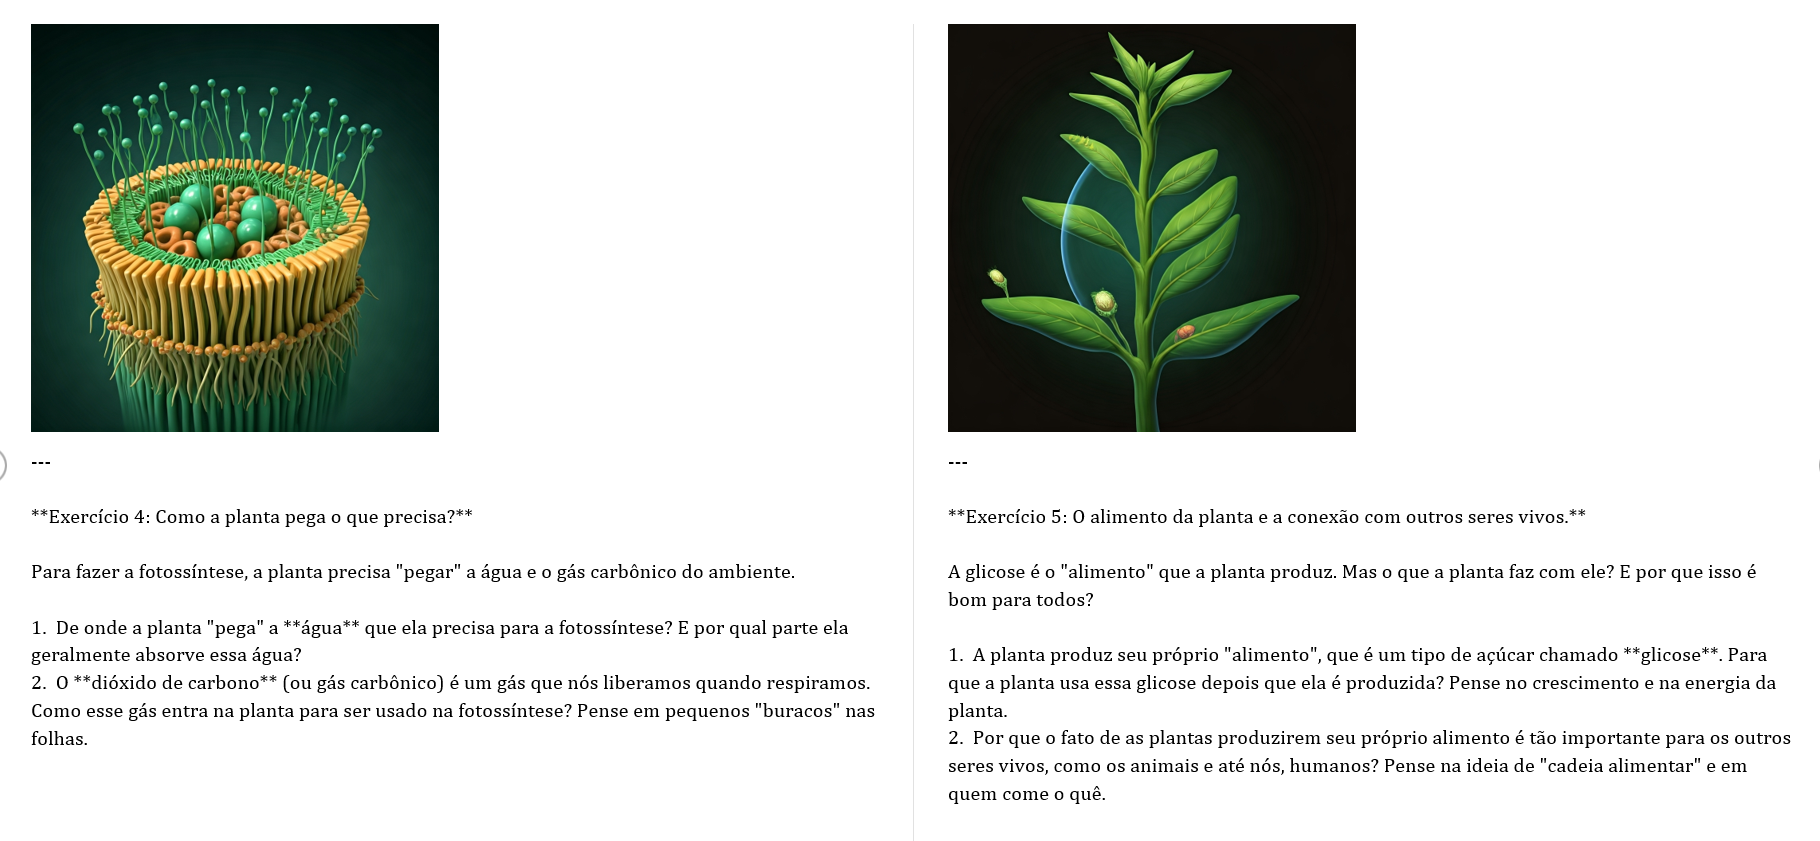 ---
**Exercício 4: Como a planta pega o que precisa?**
Para fazer a fotossíntese, a planta precisa "pegar" a água e o gás carbônico do ambiente.
1.  De onde a planta "pega" a **água** que ela precisa para a fotossíntese? E por qual parte ela
geralmente absorve essa água?
2.  O **dióxido de carbono** (ou gás carbônico) é um gás que nós liberamos quando respiramos.
Como esse gás entra na planta para ser usado na fotossíntese? Pense em pequenos "buracos" nas
folhas.
---
**Exercício 5: O alimento da planta e a conexão com outros seres vivos.**
A glicose é o "alimento" que a planta produz. Mas o que a planta faz com ele? E por que isso é
bom para todos?
1.  A planta produz seu próprio "alimento", que é um tipo de açúcar chamado **glicose**. Para
que a planta usa essa glicose depois que ela é produzida? Pense no crescimento e na energia da
planta.
2.  Por que o fato de as plantas produzirem seu próprio alimento é tão importante para os outros
seres vivos, como os animais e até nós, humanos? Pense na ideia de "cadeia alimentar" e em
quem come o quê.